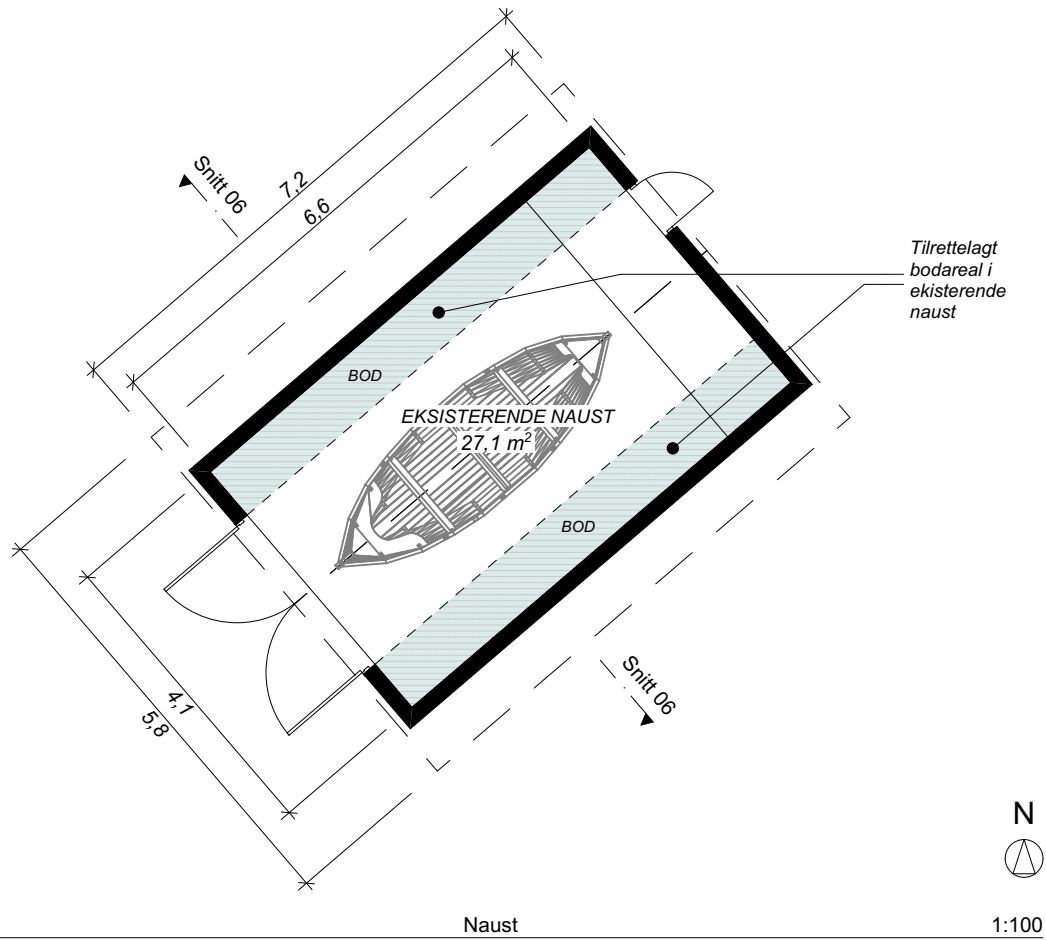 Snitt 06
7,2
6,6
Tilrettelagt
bodareal i
ekisterende
naust
BOD
EKSISTERENDE NAUST
27,1 m²
BOD
Snitt 06
4,1
5,8
N
Naust
1:100